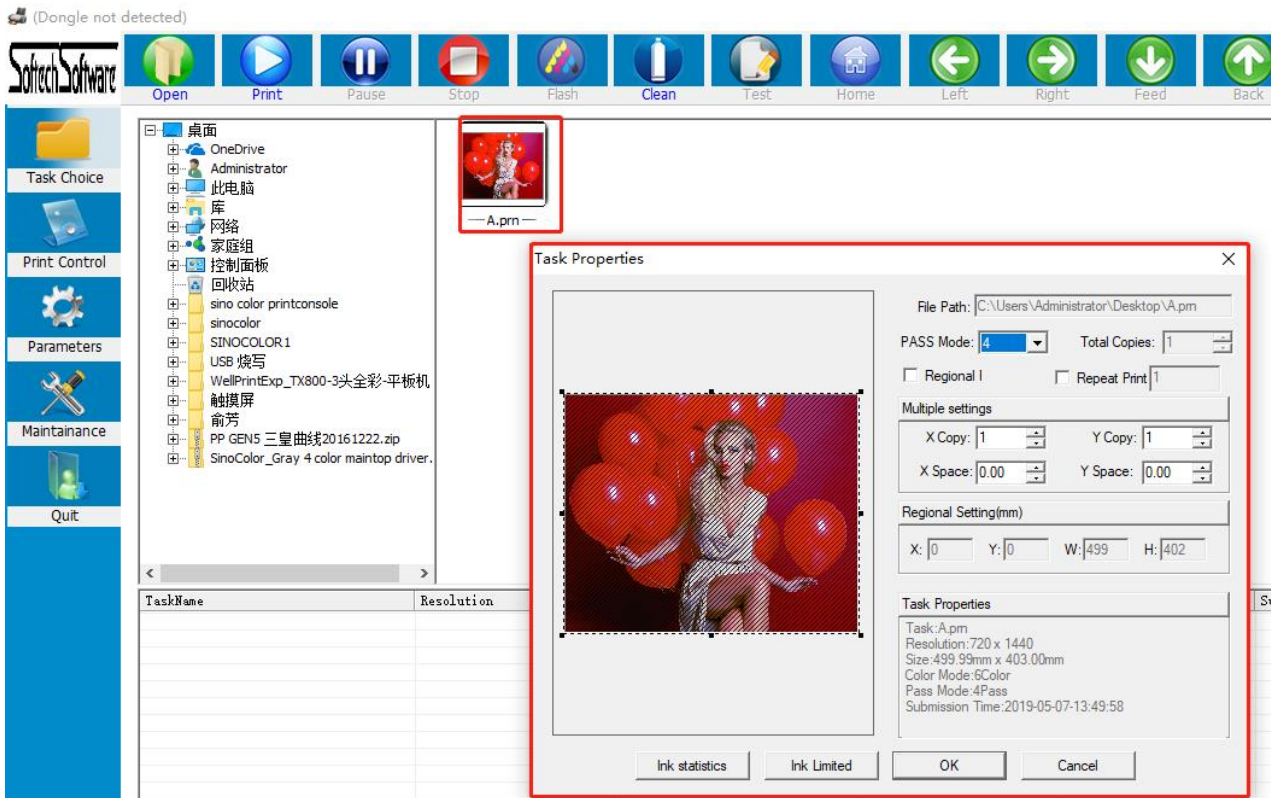 (Dongle not detected)
Softech Software
Open Print Pause Stop Flash Clean Test Home Left Right Feed Back
Task Choice
Print Control
Parameters
Maintainance
Quit
桌面
OneDrive
Administrator
此电脑
库
网络
家庭组
控制面板
回收站
sino color printconsole
sinocolor
SINOCOLOR1
USB 烧写
WellPrintExp_TX800-3头全彩-平板机
触摸屏
俞芳
PP GEN5 三皇曲线20161222.zip
SinoColor_Gray 4 color maintop driver.
A.prn
TaskName Resolution
Task Properties
File Path: C:\Users\Administrator\Desktop\A.prn
PASS Mode: 4 Total Copies: 1
Regional I Repeat Print 1
Multiple settings
X Copy: 1 Y Copy: 1
X Space: 0.00 Y Space: 0.00
Regional Setting(mm)
X: 0 Y: 0 W: 499 H: 402
Task Properties
Task:A.prn
Resolution:720 x 1440
Size:499.99mm x 403.00mm
Color Mode:6Color
Pass Mode:4Pass
Submission Time:2019-05-07-13:49:58
Ink statistics Ink Limited OK Cancel